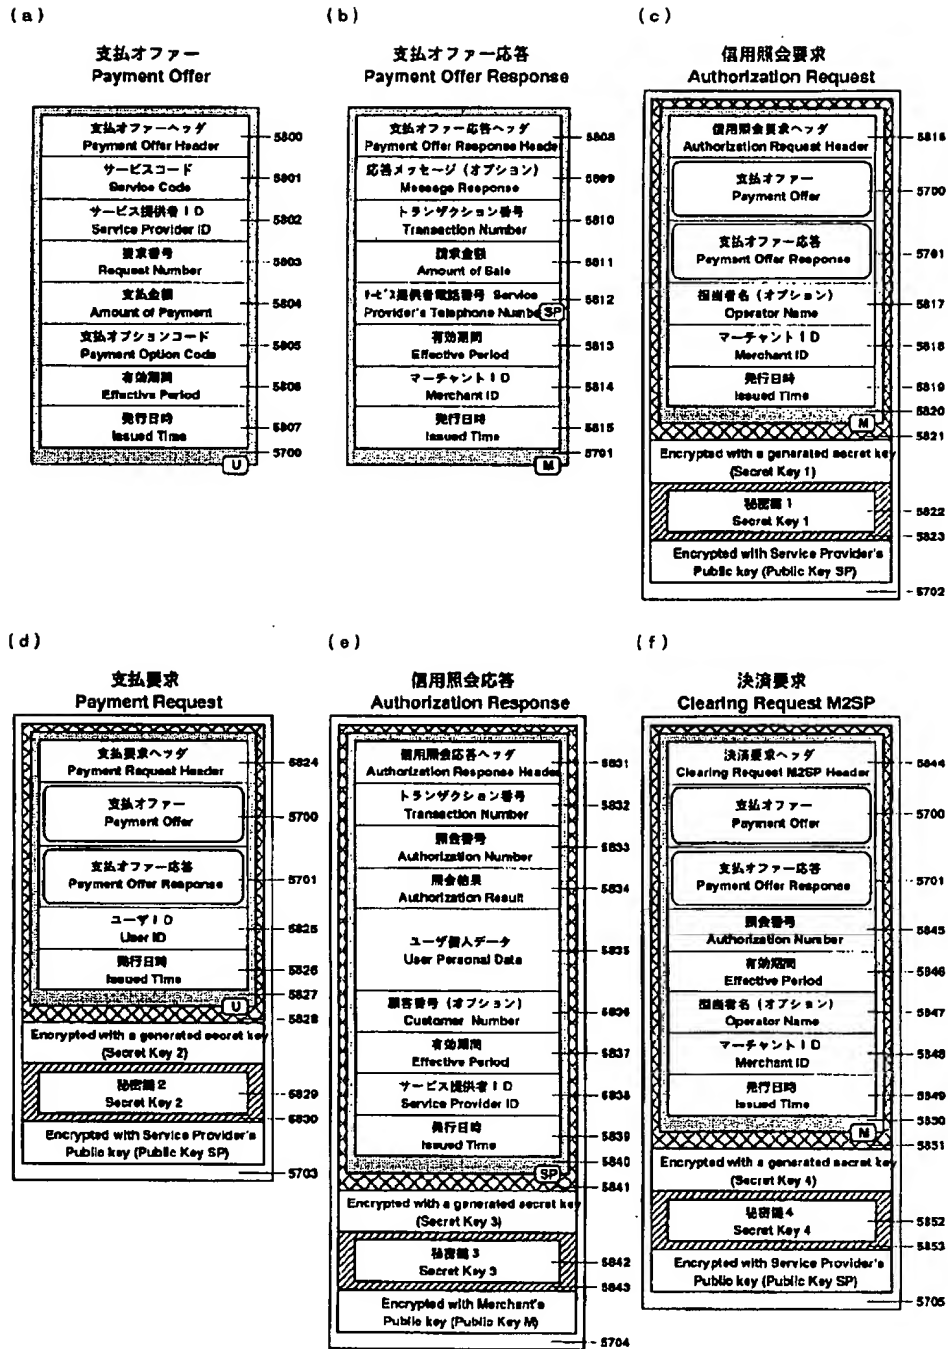 (a)
支払オファー
Payment Offer
支払オファーヘッダ
Payment Offer Header
サービスコード
Service Code
サービス提供者ID
Service Provider ID
請求番号
Request Number
支払金額
Amount of Payment
支払オプションコード
Payment Option Code
有効期間
Effective Period
発行日時
Issued Time
U
5800
5801
5802
5803
5804
5805
5806
5807
5700
(b)
支払オファー応答
Payment Offer Response
支払オファー応答ヘッダ
Payment Offer Response Header
応答メッセージ(オプション)
Message Response
トランザクション番号
Transaction Number
請求金額
Amount of Sale
サービス提供者電話番号 Service
Provider's Telephone Number
SP
有効期間
Effective Period
マーチャントID
Merchant ID
発行日時
Issued Time
M
5808
5809
5810
5811
5812
5813
5814
5815
5701
(c)
信用照会要求
Authorization Request
信用照会要求ヘッダ
Authorization Request Header
支払オファー
Payment Offer
支払オファー応答
Payment Offer Response
担当者名(オプション)
Operator Name
マーチャントID
Merchant ID
発行日時
Issued Time
M
Encrypted with a generated secret key
(Secret Key 1)
秘密鍵1
Secret Key 1
Encrypted with Service Provider's
Public key (Public Key SP)
5816
5700
5701
5817
5818
5819
5820
5821
5822
5823
5702
(d)
支払要求
Payment Request
支払要求ヘッダ
Payment Request Header
支払オファー
Payment Offer
支払オファー応答
Payment Offer Response
ユーザID
User ID
発行日時
Issued Time
U
Encrypted with a generated secret key
(Secret Key 2)
秘密鍵2
Secret Key 2
Encrypted with Service Provider's
Public key (Public Key SP)
5824
5700
5701
5825
5826
5827
5828
5829
5830
5703
(e)
信用照会応答
Authorization Response
信用照会応答ヘッダ
Authorization Response Header
トランザクション番号
Transaction Number
照会番号
Authorization Number
照会結果
Authorization Result
ユーザ個人データ
User Personal Data
顧客番号(オプション)
Customer Number
有効期間
Effective Period
サービス提供者ID
Service Provider ID
発行日時
Issued Time
SP
Encrypted with a generated secret key
(Secret Key 3)
秘密鍵3
Secret Key 3
Encrypted with Merchant's
Public key (Public Key M)
5831
5832
5833
5834
5835
5836
5837
5838
5839
5840
5841
5842
5843
5704
(f)
決済要求
Clearing Request M2SP
決済要求ヘッダ
Clearing Request M2SP Header
支払オファー
Payment Offer
支払オファー応答
Payment Offer Response
照会番号
Authorization Number
有効期間
Effective Period
担当者名(オプション)
Operator Name
マーチャントID
Merchant ID
発行日時
Issued Time
M
Encrypted with a generated secret key
(Secret Key 4)
秘密鍵4
Secret Key 4
Encrypted with Service Provider's
Public key (Public Key SP)
5844
5700
5701
5845
5846
5847
5848
5849
5850
5851
5852
5853
5705